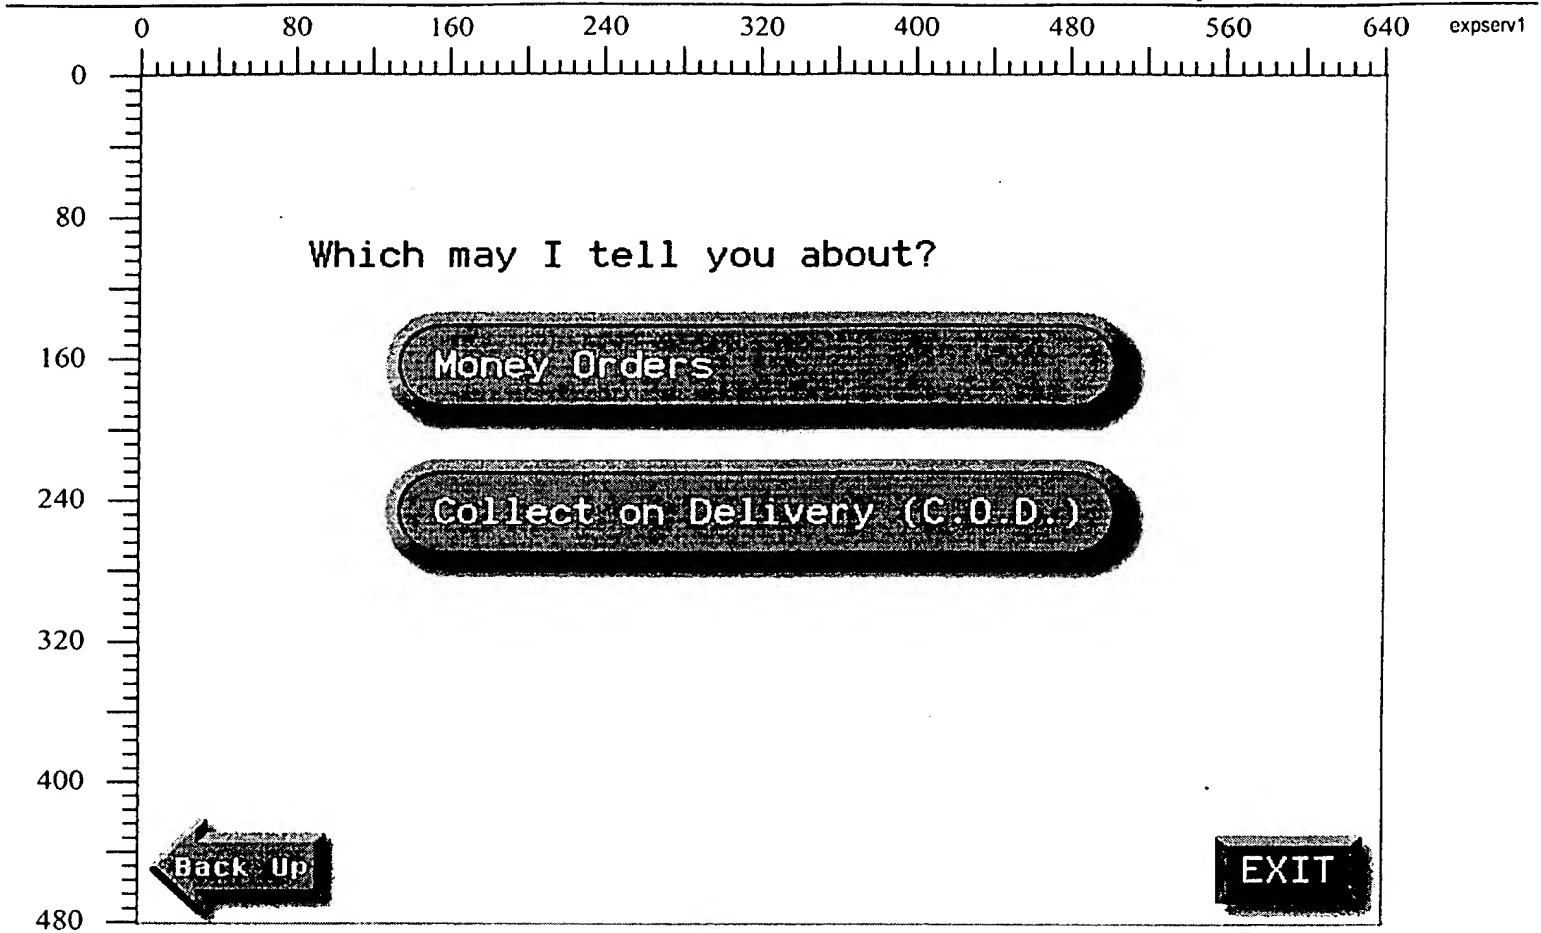 0 80 160 240 320 400 480 560 640 expserv1
0
80
Which may I tell you about?
160
Money Orders
240
Collect on Delivery (C.O.D.)
320
400
Back Up
EXIT
480